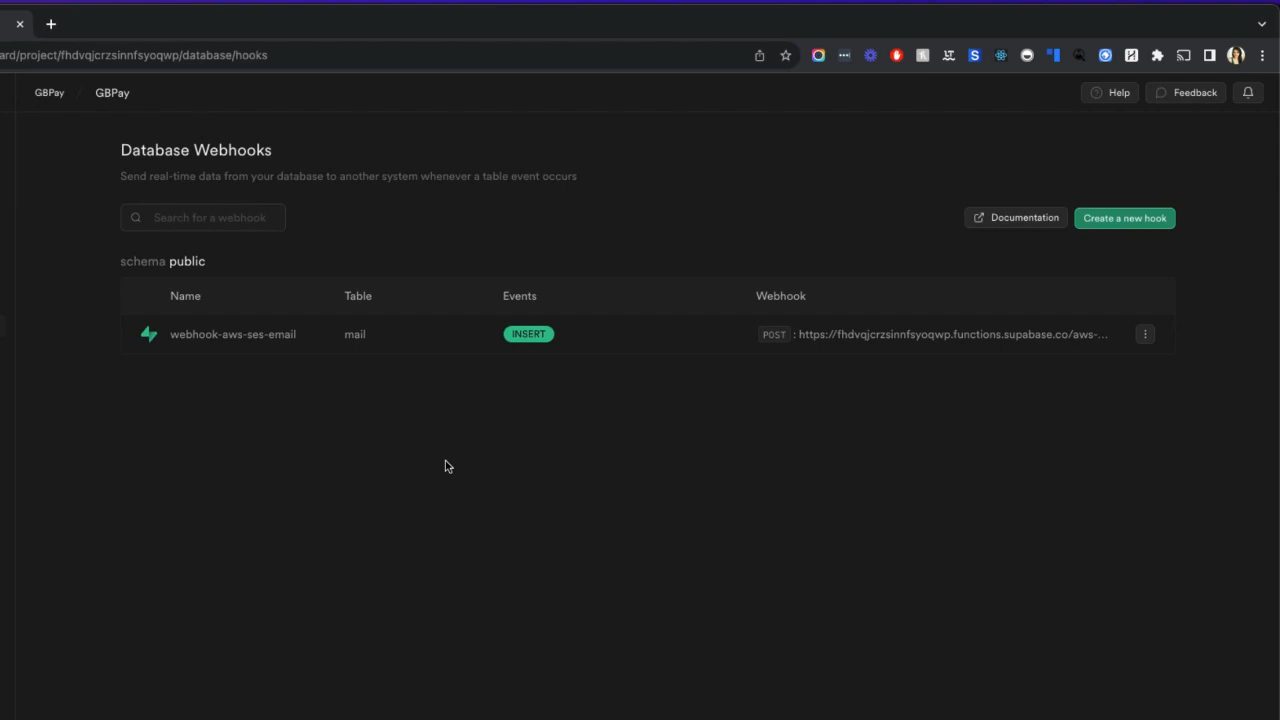 ard/project/fhdvqjcrzsinnfsyoqwp/database/hooks
GBPay / GBPay
Help
Feedback
Database Webhooks
Send real-time data from your database to another system whenever a table event occurs
Search for a webhook
Documentation
Create a new hook
schema public
Name Table Events Webhook
webhook-aws-ses-email mail INSERT POST : https://fhdvqjcrzsinnfsyoqwp.functions.supabase.co/aws-...